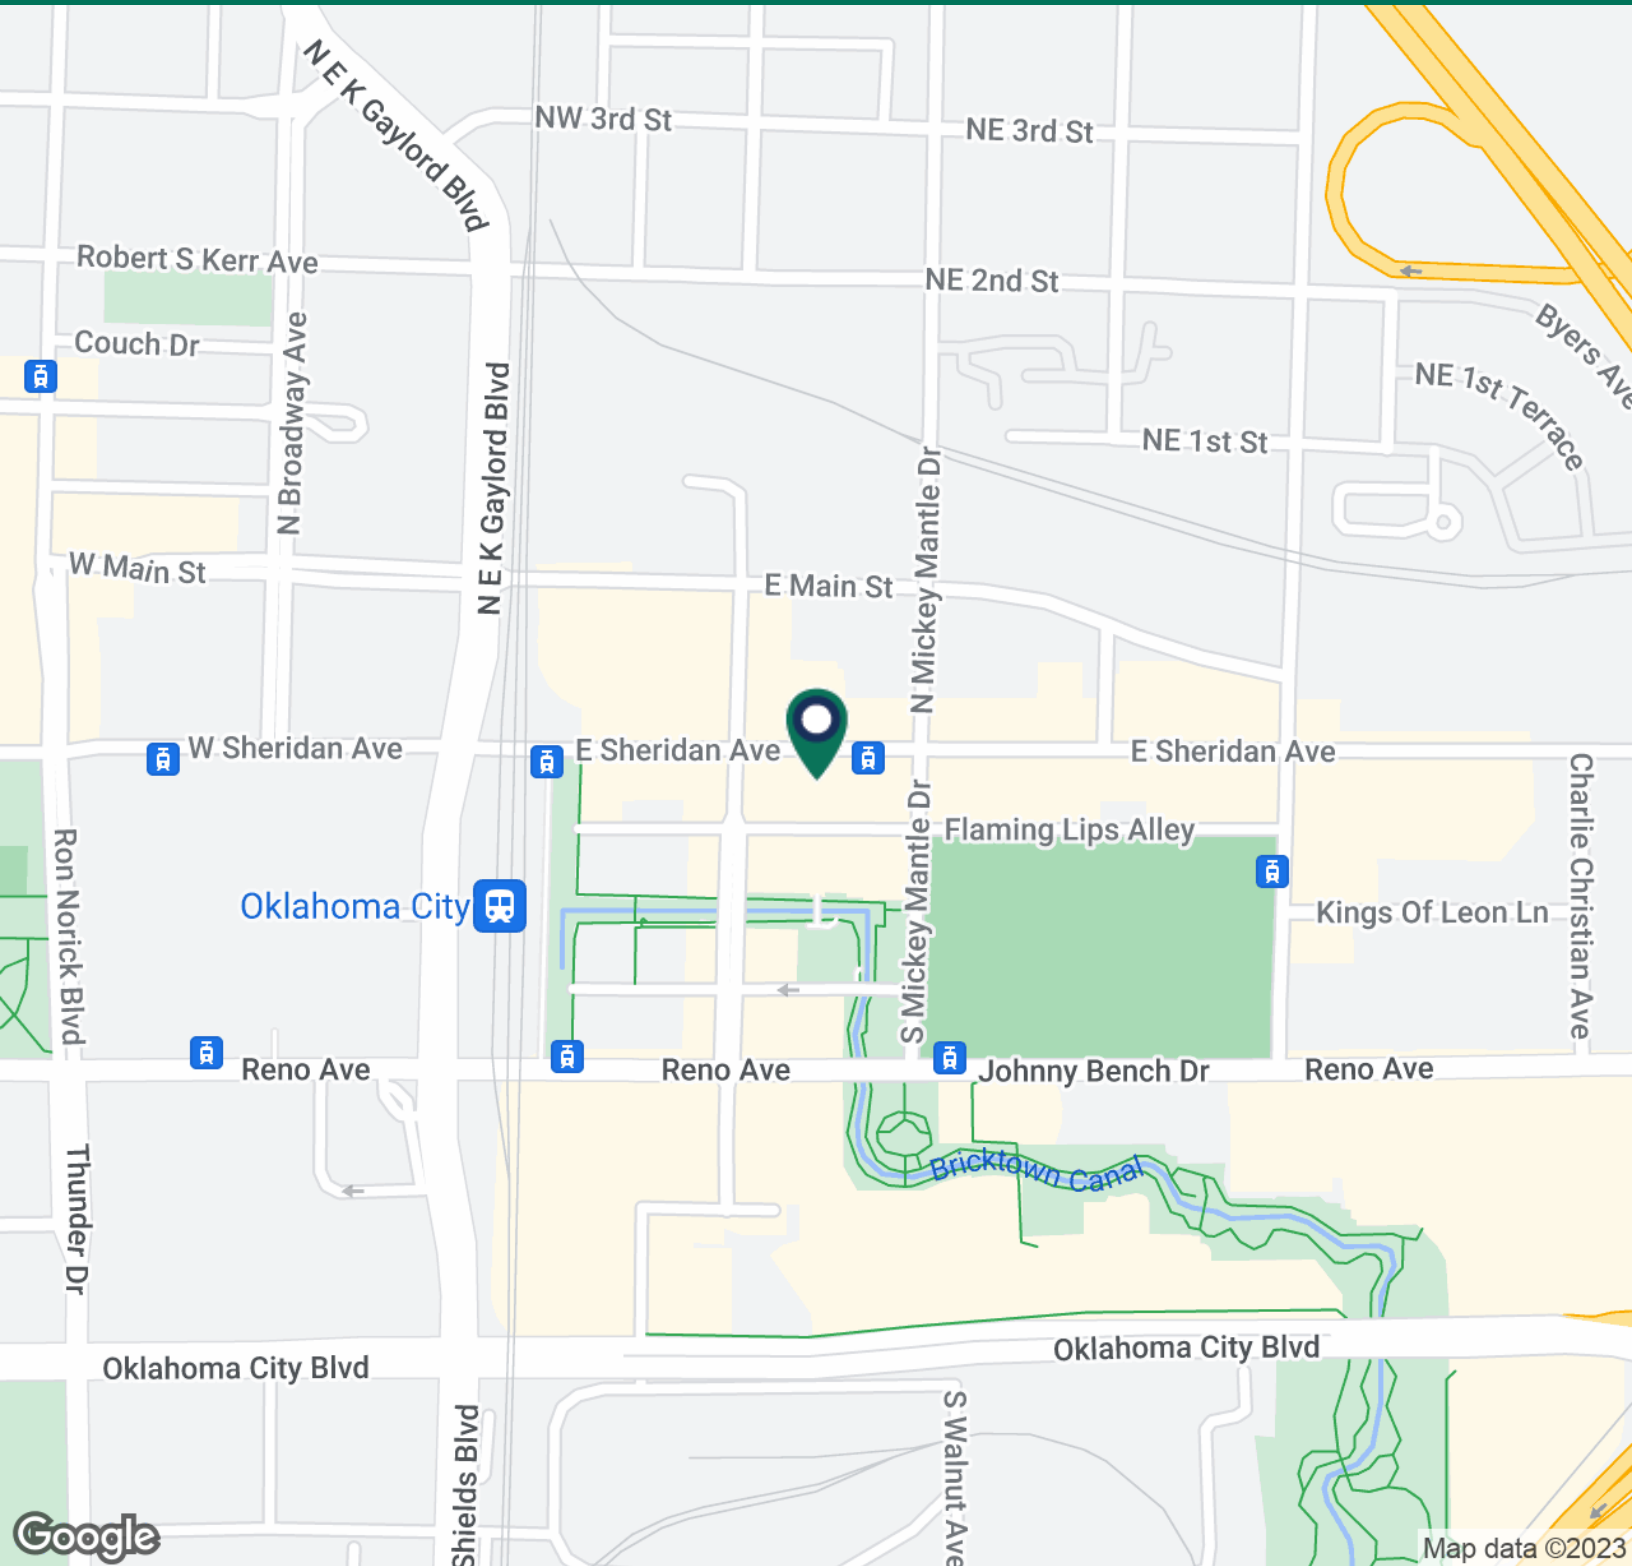 N E K Gaylord Blvd
NW 3rd St
NE 3rd St
Robert S Kerr Ave
NE 2nd St
Byers Ave
Couch Dr
N Broadway Ave
N E K Gaylord Blvd
NE 1st Terrace
NE 1st St
N Mickey Mantle Dr
W Main St
E Main St
W Sheridan Ave
E Sheridan Ave
E Sheridan Ave
Charlie Christian Ave
Flaming Lips Alley
S Mickey Mantle Dr
Ron Norick Blvd
Oklahoma City
Kings Of Leon Ln
Reno Ave
Reno Ave
Johnny Bench Dr
Reno Ave
Thunder Dr
Bricktown Canal
Oklahoma City Blvd
Oklahoma City Blvd
Shields Blvd
S Walnut Ave
Google
Map data ©2023